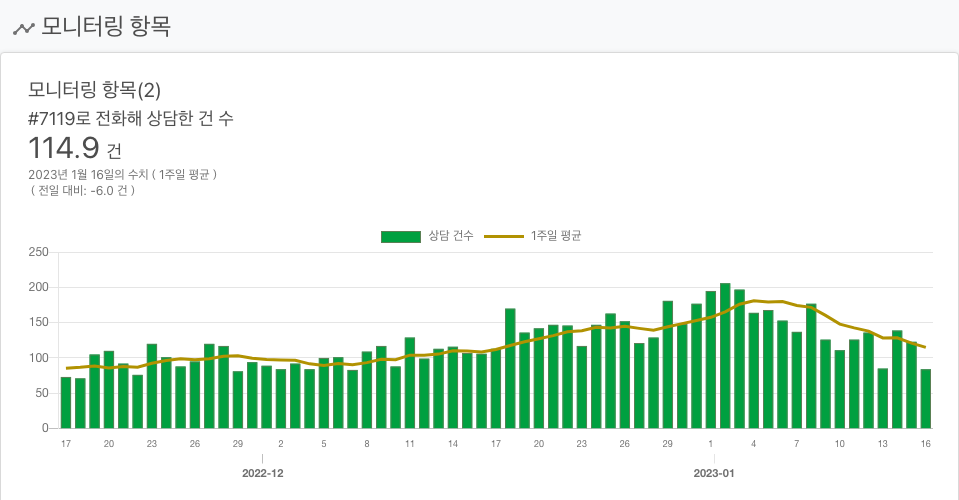 모니터링 항목
모니터링 항목(2)
#7119로 전화해 상담한 건 수
114.9 건
2023년 1월 16일의 수치 ( 1주일 평균 )
( 전일 대비: -6.0 건 )
상담 건수 1주일 평균
250
200
150
100
50
0
17 20 23 26 29 2 5 8 11 14 17 20 23 26 29 1 4 7 10 13 16
2022-12 2023-01